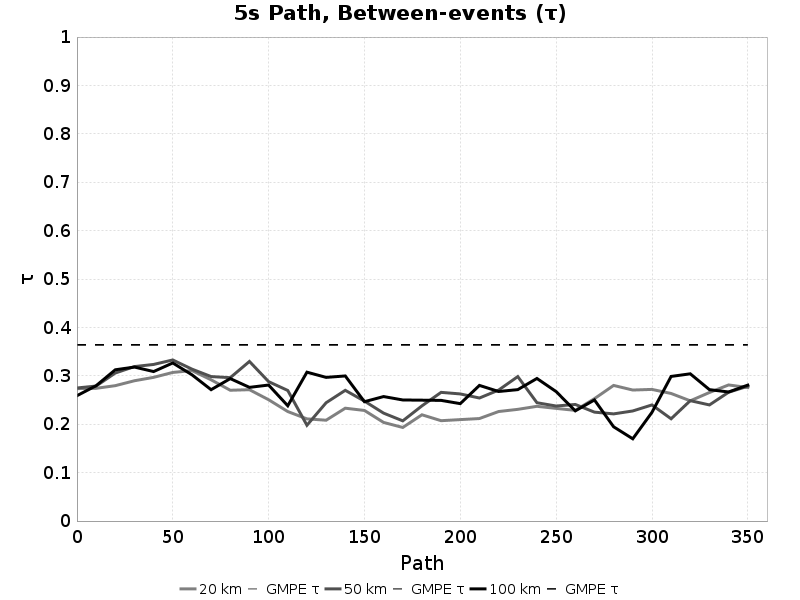 5s Path, Between-events (τ)
1
0.9
0.8
0.7
0.6
0.5
τ
0.4
0.3
0.2
0.1
0
0 50 100 150 200 250 300 350
Path
20 km GMPE τ 50 km GMPE τ 100 km GMPE τ